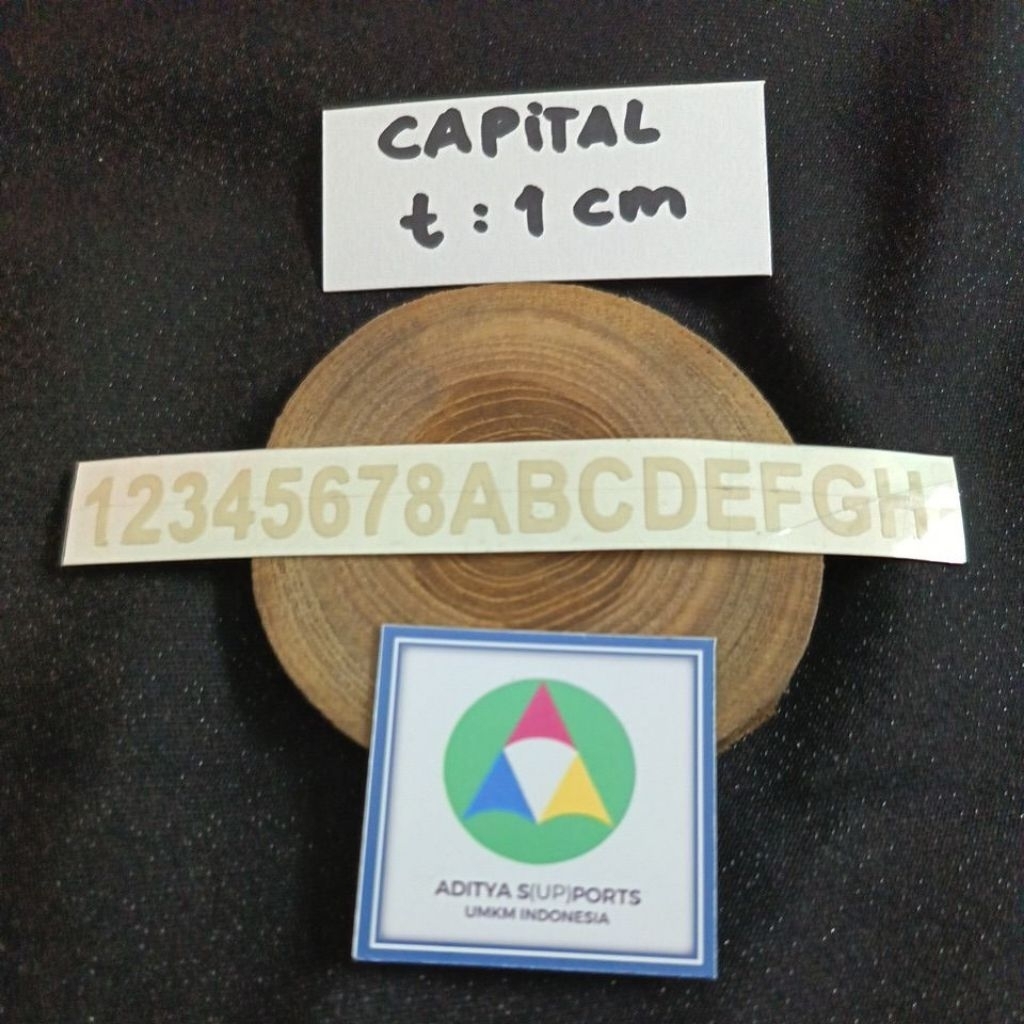 CAPiTAL
t : 1 cm
12345678ABCDEFGH
ADITYA S(UP)PORTS
UMKM INDONESIA